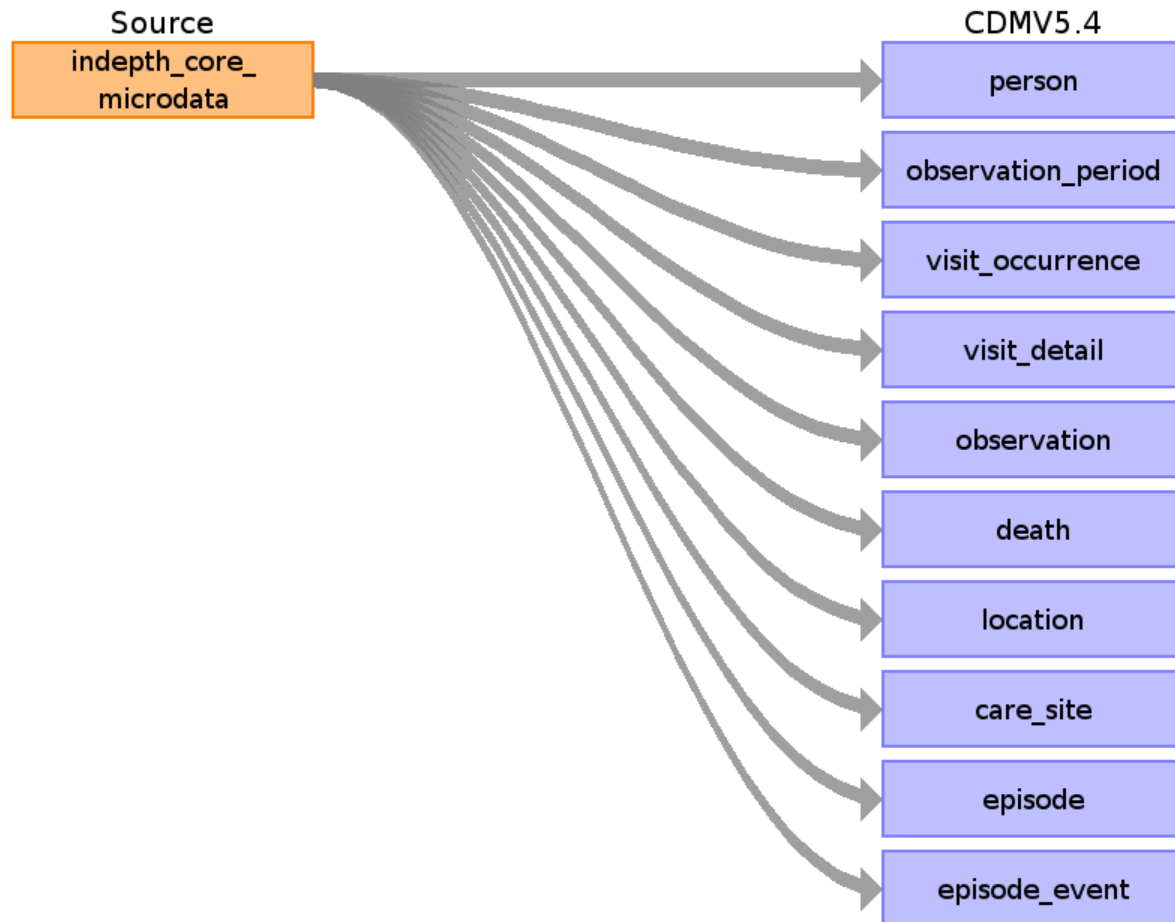 Source
CDMV5.4
indepth_core_
microdata
person
observation_period
visit_occurrence
visit_detail
observation
death
location
care_site
episode
episode_event